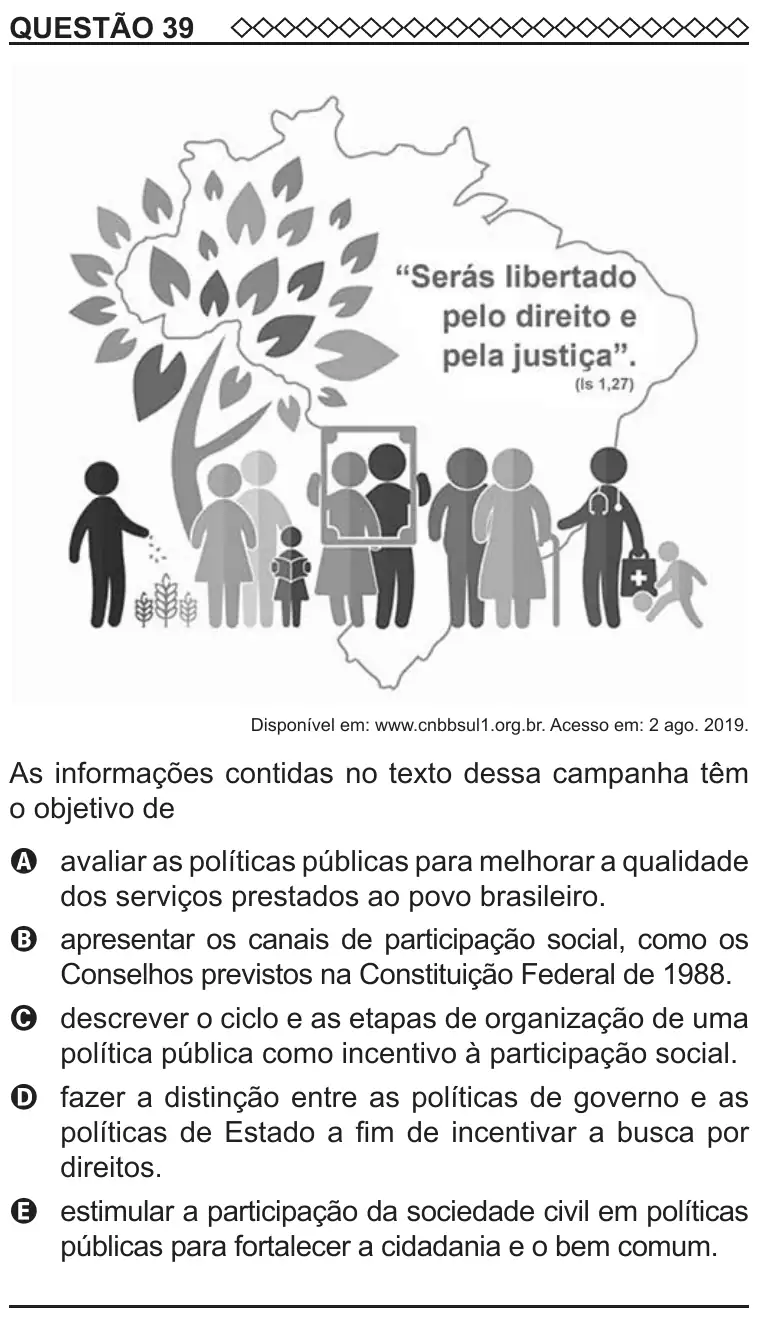 QUESTÃO 39
“Serás libertado
pelo direito e
pela justiça”.
(Is 1,27)
Disponível em: www.cnbbsul1.org.br. Acesso em: 2 ago. 2019.
As informações contidas no texto dessa campanha têm
o objetivo de
A avaliar as políticas públicas para melhorar a qualidade
dos serviços prestados ao povo brasileiro.
B apresentar os canais de participação social, como os
Conselhos previstos na Constituição Federal de 1988.
C descrever o ciclo e as etapas de organização de uma
política pública como incentivo à participação social.
D fazer a distinção entre as políticas de governo e as
políticas de Estado a fim de incentivar a busca por
direitos.
E estimular a participação da sociedade civil em políticas
públicas para fortalecer a cidadania e o bem comum.